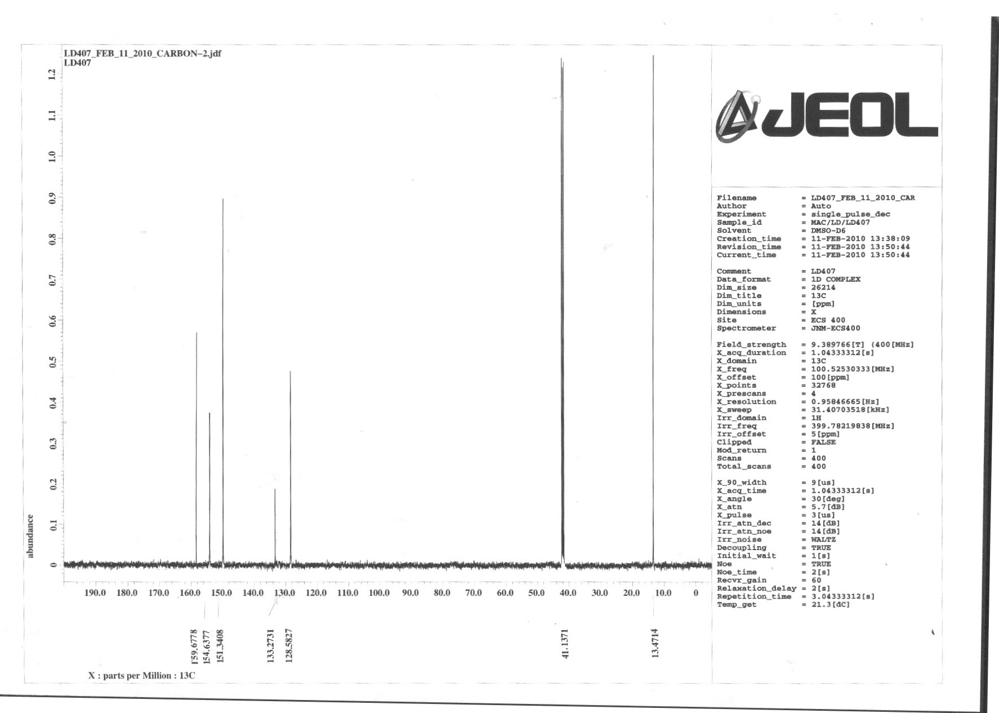 LD407_FEB_11_2010_CARBON-2.jdf
LD407
1.2
1.1
1.0
0.9
0.8
0.7
0.6
0.5
0.4
0.3
0.2
0.1
0
abundance
190.0 180.0 170.0 160.0 150.0 140.0 130.0 120.0 110.0 100.0 90.0 80.0 70.0 60.0 50.0 40.0 30.0 20.0 10.0 0
159.6778
154.6377
151.3408
133.2731
128.5827
41.1371
13.4714
X : parts per Million : 13C
JEOL
Filename = LD407_FEB_11_2010_CAR
Author = Auto
Experiment = single_pulse_dec
Sample_id = MAC/LD/LD407
Solvent = DMSO-D6
Creation_time = 11-FEB-2010 13:38:09
Revision_time = 11-FEB-2010 13:50:44
Current_time = 11-FEB-2010 13:50:44
Comment = LD407
Data_format = 1D COMPLEX
Dim_size = 26214
Dim_title = 13C
Dim_units = [ppm]
Dimensions = X
Site = ECS 400
Spectrometer = JNM-ECS400
Field_strength = 9.389766[T] (400[MHz]
X_acq_duration = 1.04333312[s]
X_domain = 13C
X_freq = 100.52530333[MHz]
X_offset = 100[ppm]
X_points = 32768
X_prescans = 4
X_resolution = 0.95846665[Hz]
X_sweep = 31.40703518[kHz]
Irr_domain = 1H
Irr_freq = 399.78219838[MHz]
Irr_offset = 5[ppm]
Clipped = FALSE
Mod_return = 1
Scans = 400
Total_scans = 400
X_90_width = 9[us]
X_acq_time = 1.04333312[s]
X_angle = 30[deg]
X_atn = 5.7[dB]
X_pulse = 3[us]
Irr_atn_dec = 14[dB]
Irr_atn_noe = 14[dB]
Irr_noise = WALTZ
Decoupling = TRUE
Initial_wait = 1[s]
Noe = TRUE
Noe_time = 2[s]
Recvr_gain = 60
Relaxation_delay = 2[s]
Repetition_time = 3.04333312[s]
Temp_get = 21.3[dC]